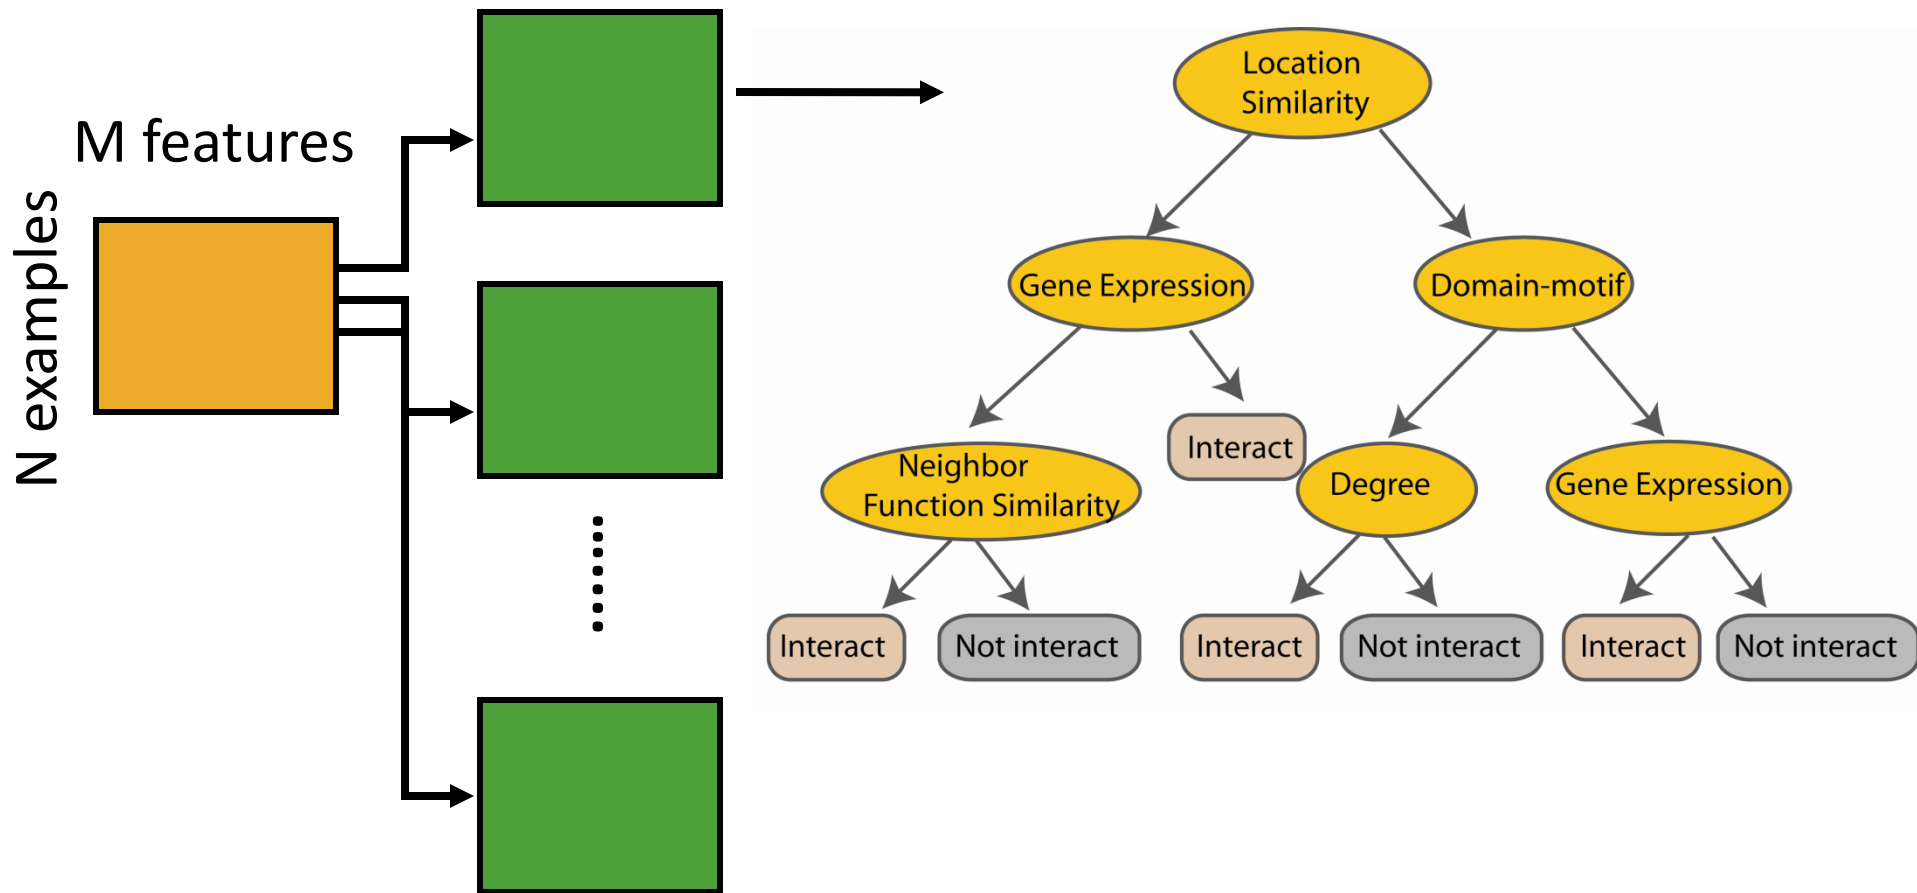 M features
N examples
Location
Similarity
Gene Expression
Domain-motif
Interact
Neighbor
Function Similarity
Degree
Gene Expression
Interact
Not interact
Interact
Not interact
Interact
Not interact